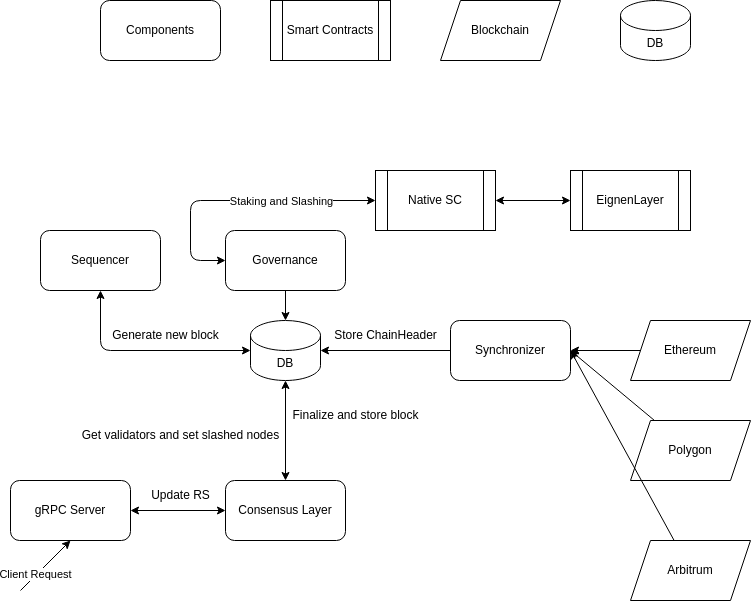 Components
Smart Contracts
Blockchain
DB
Staking and Slashing
Native SC
EignenLayer
Sequencer
Governance
Generate new block
DB
Store ChainHeader
Synchronizer
Ethereum
Finalize and store block
Get validators and set slashed nodes
Polygon
gRPC Server
Update RS
Consensus Layer
Client Request
Arbitrum